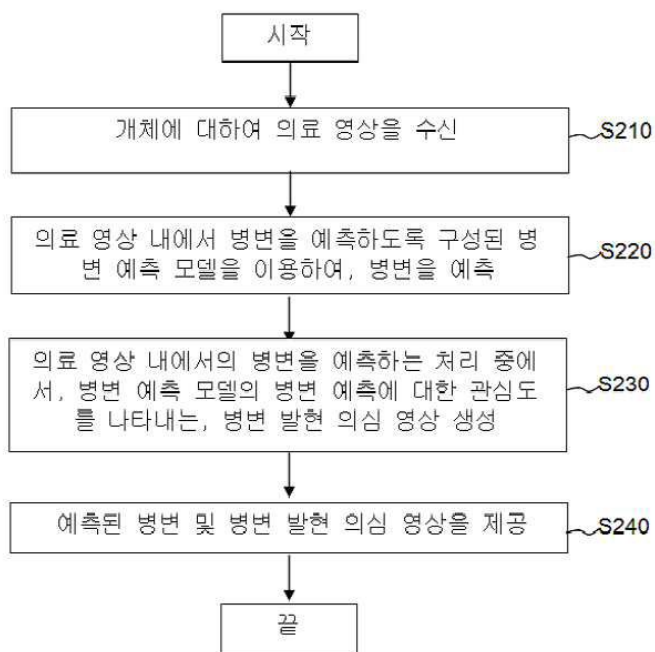 시작
개체에 대하여 의료 영상을 수신
S210
의료 영상 내에서 병변을 예측하도록 구성된 병
변 예측 모델을 이용하여, 병변을 예측
S220
의료 영상 내에서의 병변을 예측하는 처리 중에
서, 병변 예측 모델의 병변 예측에 대한 관심도
를 나타내는, 병변 발현 의심 영상 생성
S230
예측된 병변 및 병변 발현 의심 영상을 제공
S240
끝